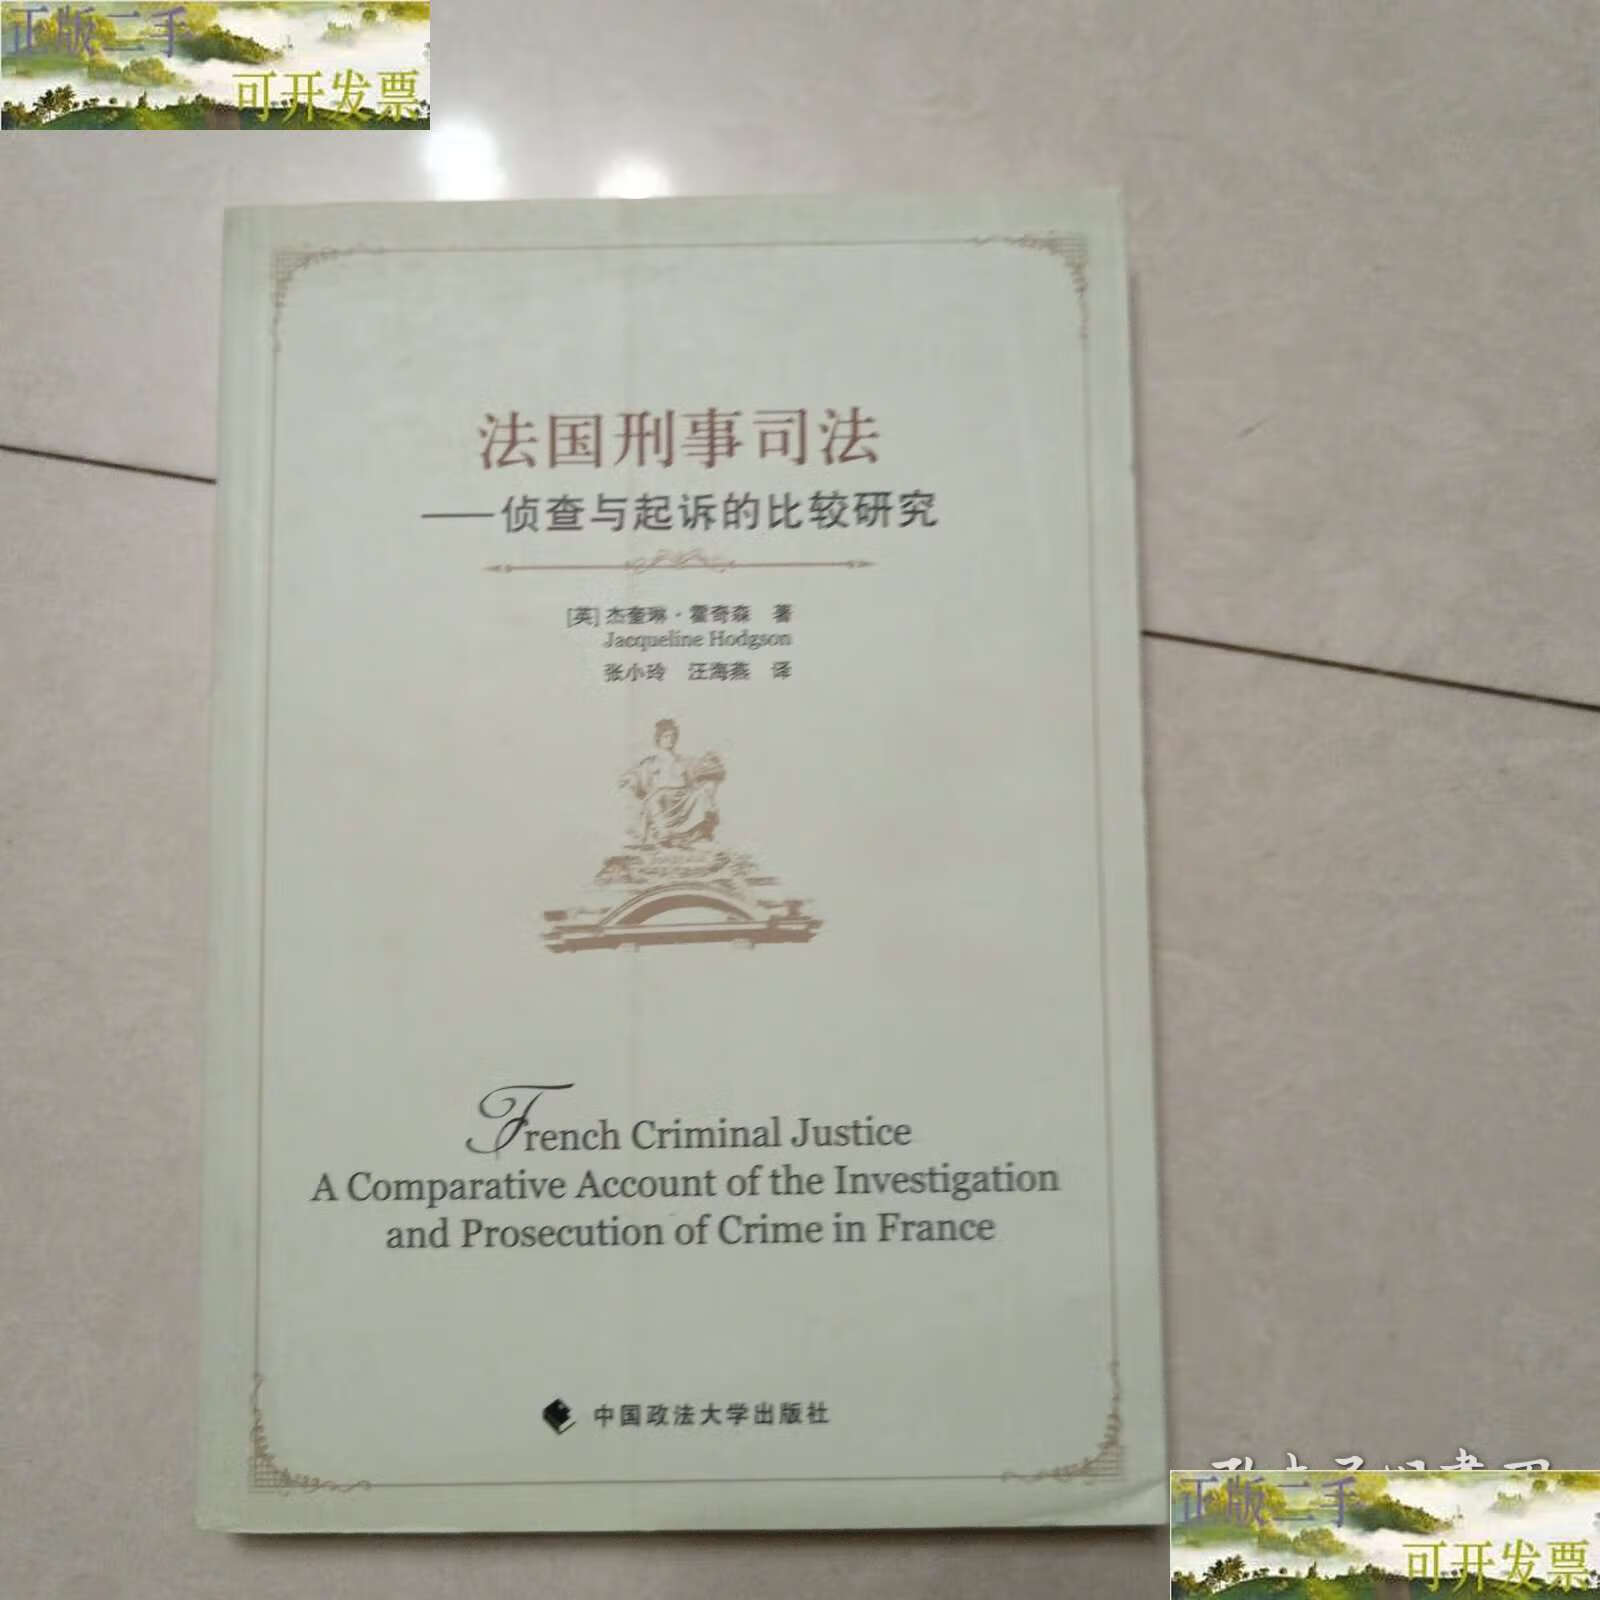 正版二手
可开发票
法国刑事司法
——侦查与起诉的比较研究
[英] 杰奎琳·霍奇森 著
Jacqueline Hodgson
张小玲 汪海燕 译
French Criminal Justice
A Comparative Account of the Investigation
and Prosecution of Crime in France
中国政法大学出版社
正版二手
可开发票